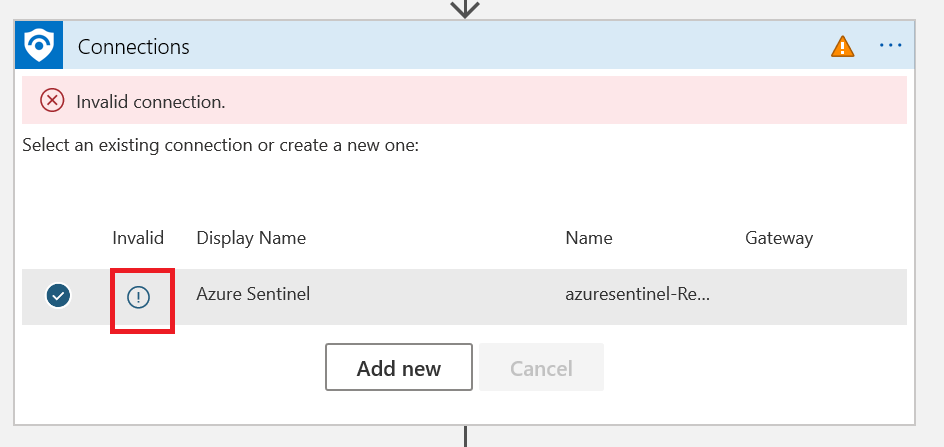 Connections
Invalid connection.
Select an existing connection or create a new one:
Invalid Display Name Name Gateway
Azure Sentinel azuresentinel-Re...
Add new Cancel